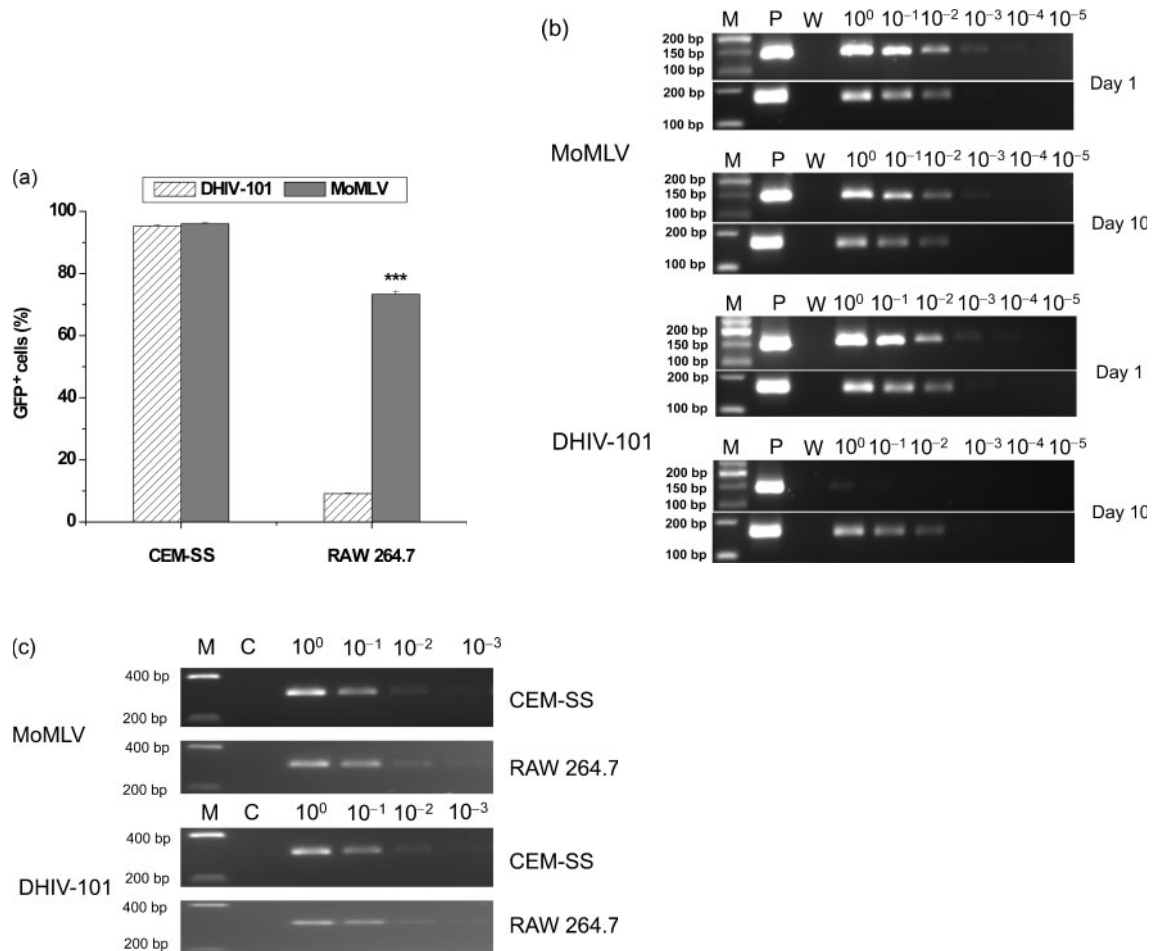 (a)
DHIV-101 MoMLV
100
80
60
40
20
0
GFP⁺ cells (%)
***
CEM-SS RAW 264.7
(b)
MoMLV
M P W 10⁰ 10⁻¹ 10⁻² 10⁻³ 10⁻⁴ 10⁻⁵
200 bp
150 bp
100 bp
200 bp
100 bp
Day 1
M P W 10⁰ 10⁻¹ 10⁻² 10⁻³ 10⁻⁴ 10⁻⁵
200 bp
150 bp
100 bp
200 bp
100 bp
Day 10
DHIV-101
M P W 10⁰ 10⁻¹ 10⁻² 10⁻³ 10⁻⁴ 10⁻⁵
200 bp
150 bp
100 bp
200 bp
100 bp
Day 1
M P W 10⁰ 10⁻¹ 10⁻² 10⁻³ 10⁻⁴ 10⁻⁵
200 bp
150 bp
100 bp
200 bp
100 bp
Day 10
(c)
MoMLV
M C 10⁰ 10⁻¹ 10⁻² 10⁻³
400 bp
200 bp
CEM-SS
400 bp
200 bp
RAW 264.7
DHIV-101
M C 10⁰ 10⁻¹ 10⁻² 10⁻³
400 bp
200 bp
CEM-SS
400 bp
200 bp
RAW 264.7